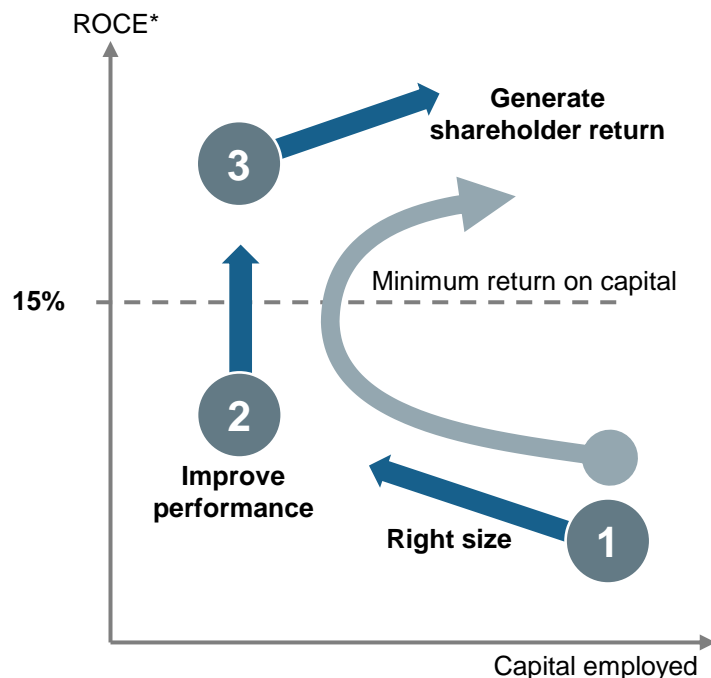 ROCE*
Generate
shareholder return
3
Minimum return on capital
15%
2
Improve
performance
Right size
1
Capital employed